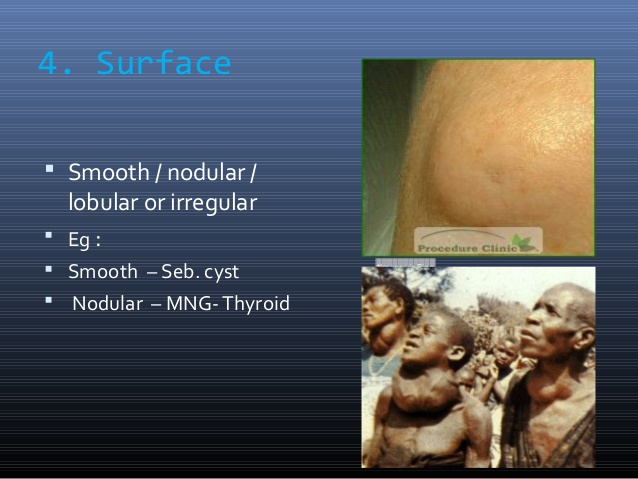 4. Surface
Smooth / nodular /
lobular or irregular
Eg :
Smooth – Seb. cyst
Nodular – MNG- Thyroid
Procedure Clinic